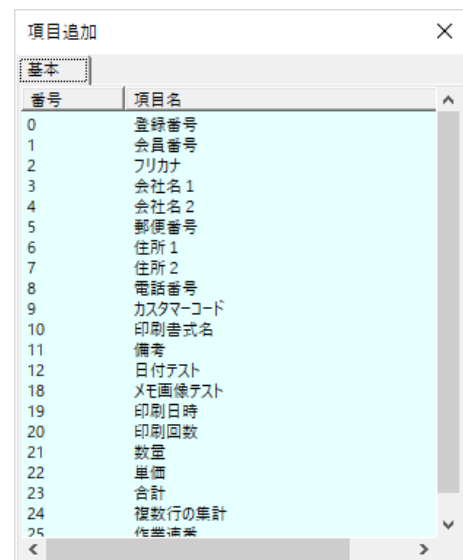 項目追加
基本
番号 項目名
0 登録番号
1 会員番号
2 フリカナ
3 会社名1
4 会社名2
5 郵便番号
6 住所1
7 住所2
8 電話番号
9 カスタマーコード
10 印刷書式名
11 備考
12 日付テスト
18 メモ画像テスト
19 印刷日時
20 印刷回数
21 数量
22 単価
23 合計
24 複数行の集計
25 作業連番